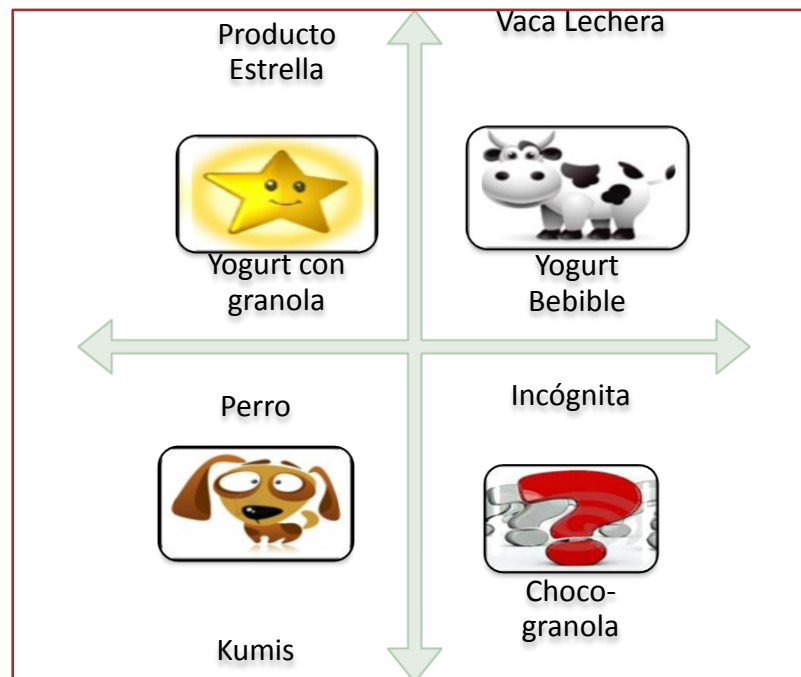 Producto
Estrella
Vaca Lechera
Yogurt con
granola
Yogurt
Bebible
Perro
Incógnita
Kumis
Choco-
granola